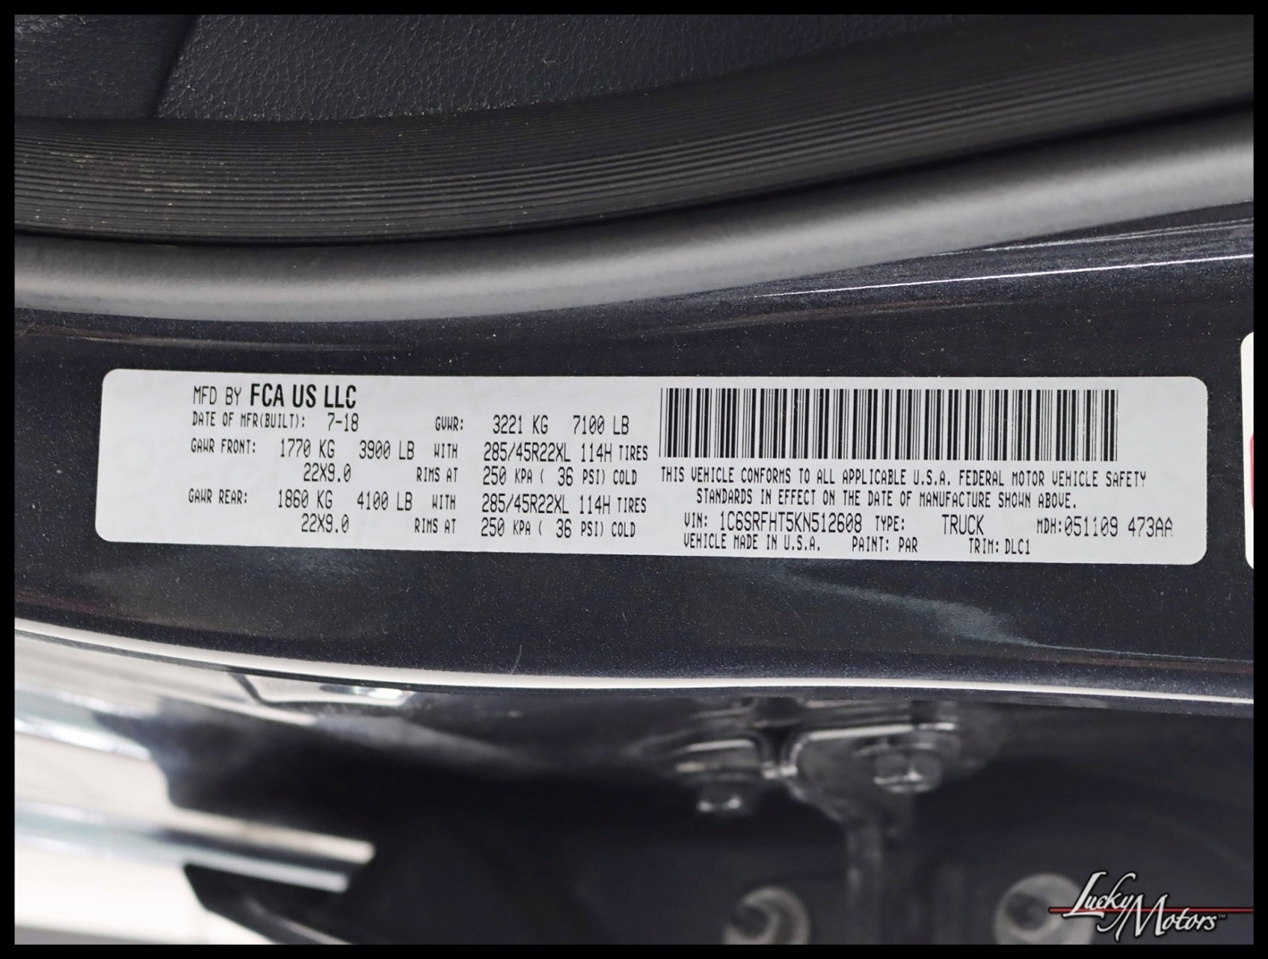 MFD BY FCA US LLC
DATE OF MFR(BUILT): 7-18 GVWR: 3221 KG 7100 LB
GAWR FRONT: 1770 KG 3900 LB WITH 285/45R22XL 114H TIRES
22X9.0 RIMS AT 250 KPA ( 36 PSI) COLD
GAWR REAR: 1860 KG 4100 LB WITH 285/45R22XL 114H TIRES
22X9.0 RIMS AT 250 KPA ( 36 PSI) COLD
THIS VEHICLE CONFORMS TO ALL APPLICABLE U.S.A. FEDERAL MOTOR VEHICLE SAFETY
STANDARDS IN EFFECT ON THE DATE OF MANUFACTURE SHOWN ABOVE.
VIN: 1C6SRFHT5KN512608 TYPE: TRUCK MDH:051109 473AA
VEHICLE MADE IN U.S.A. PAINT: PAR TRIM: DLC1
Lucky Motors™